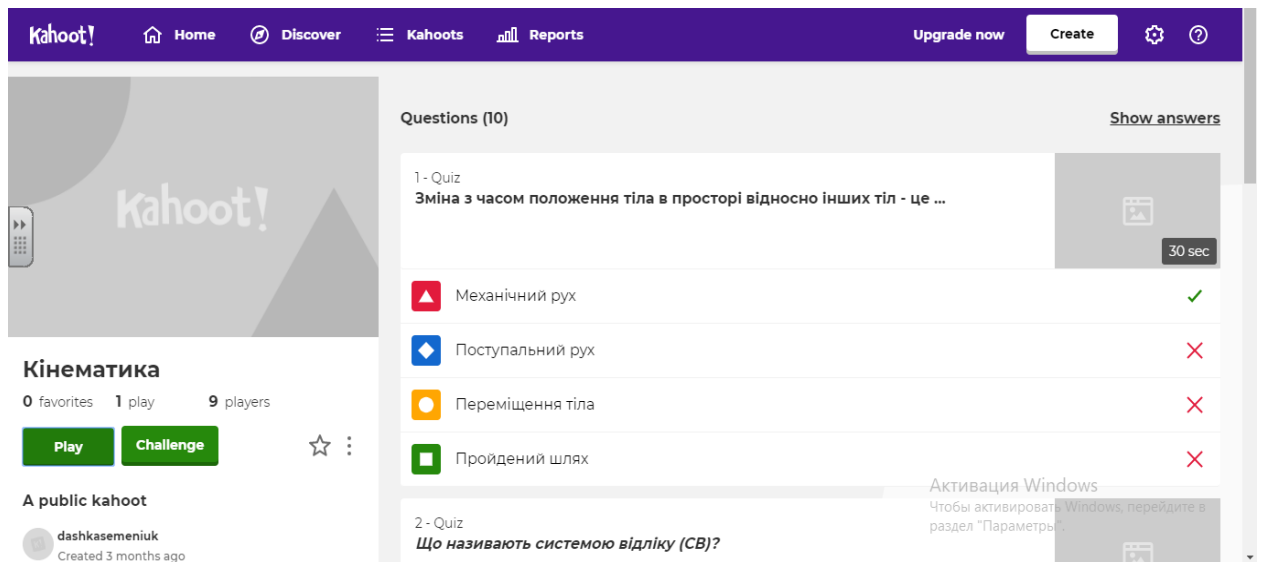 Kahoot! Home Discover Kahoots Reports Upgrade now Create
Kahoot!
Кінематика
0 favorites 1 play 9 players
Play Challenge
A public kahoot
dashkasemeniuk
Created 3 months ago
Questions (10) Show answers
1 - Quiz
Зміна з часом положення тіла в просторі відносно інших тіл - це ...
30 sec
Механічний рух
Поступальний рух
Переміщення тіла
Пройдений шлях
2 - Quiz
Що називають системою відліку (СВ)?
Активация Windows
Чтобы активировать Windows, перейдите в
раздел "Параметры".